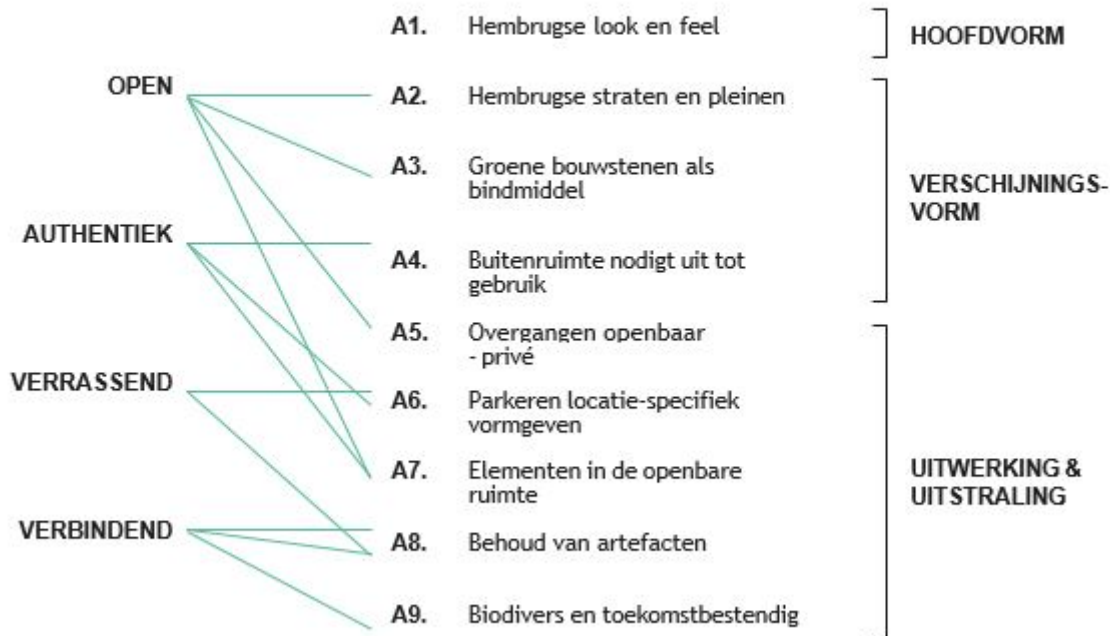 OPEN
AUTHENTIEK
VERRASSEND
VERBINDEND
A1. Hembrugse look en feel
A2. Hembrugse straten en pleinen
A3. Groene bouwstenen als
bindmiddel
A4. Buitenruimte nodigt uit tot
gebruik
A5. Overgangen openbaar
- privé
A6. Parkeren locatie-specifiek
vormgeven
A7. Elementen in de openbare
ruimte
A8. Behoud van artefacten
A9. Biodivers en toekomstbestendig
HOOFDVORM
VERSCHIJNINGS-
VORM
UITWERKING &
UITSTRALING